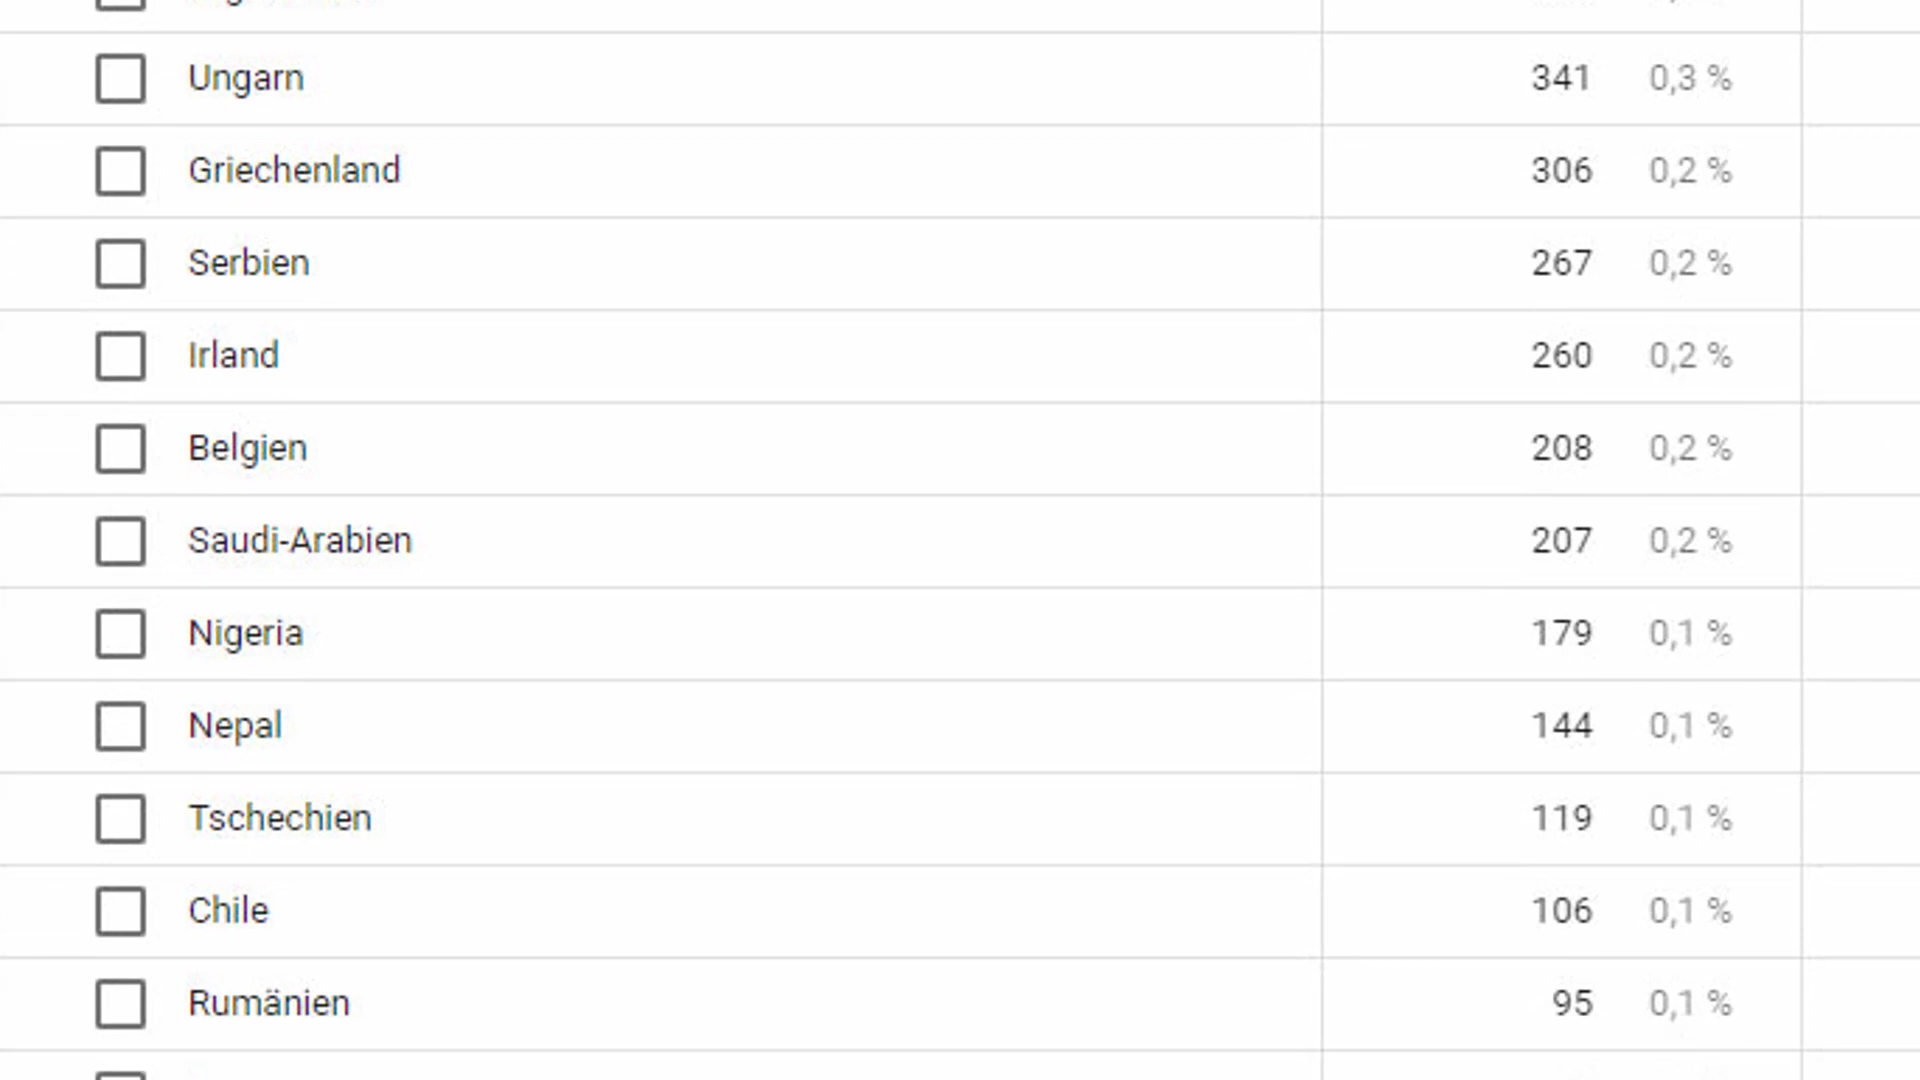 Ungarn 341 0,3 %
Griechenland 306 0,2 %
Serbien 267 0,2 %
Irland 260 0,2 %
Belgien 208 0,2 %
Saudi-Arabien 207 0,2 %
Nigeria 179 0,1 %
Nepal 144 0,1 %
Tschechien 119 0,1 %
Chile 106 0,1 %
Rumänien 95 0,1 %